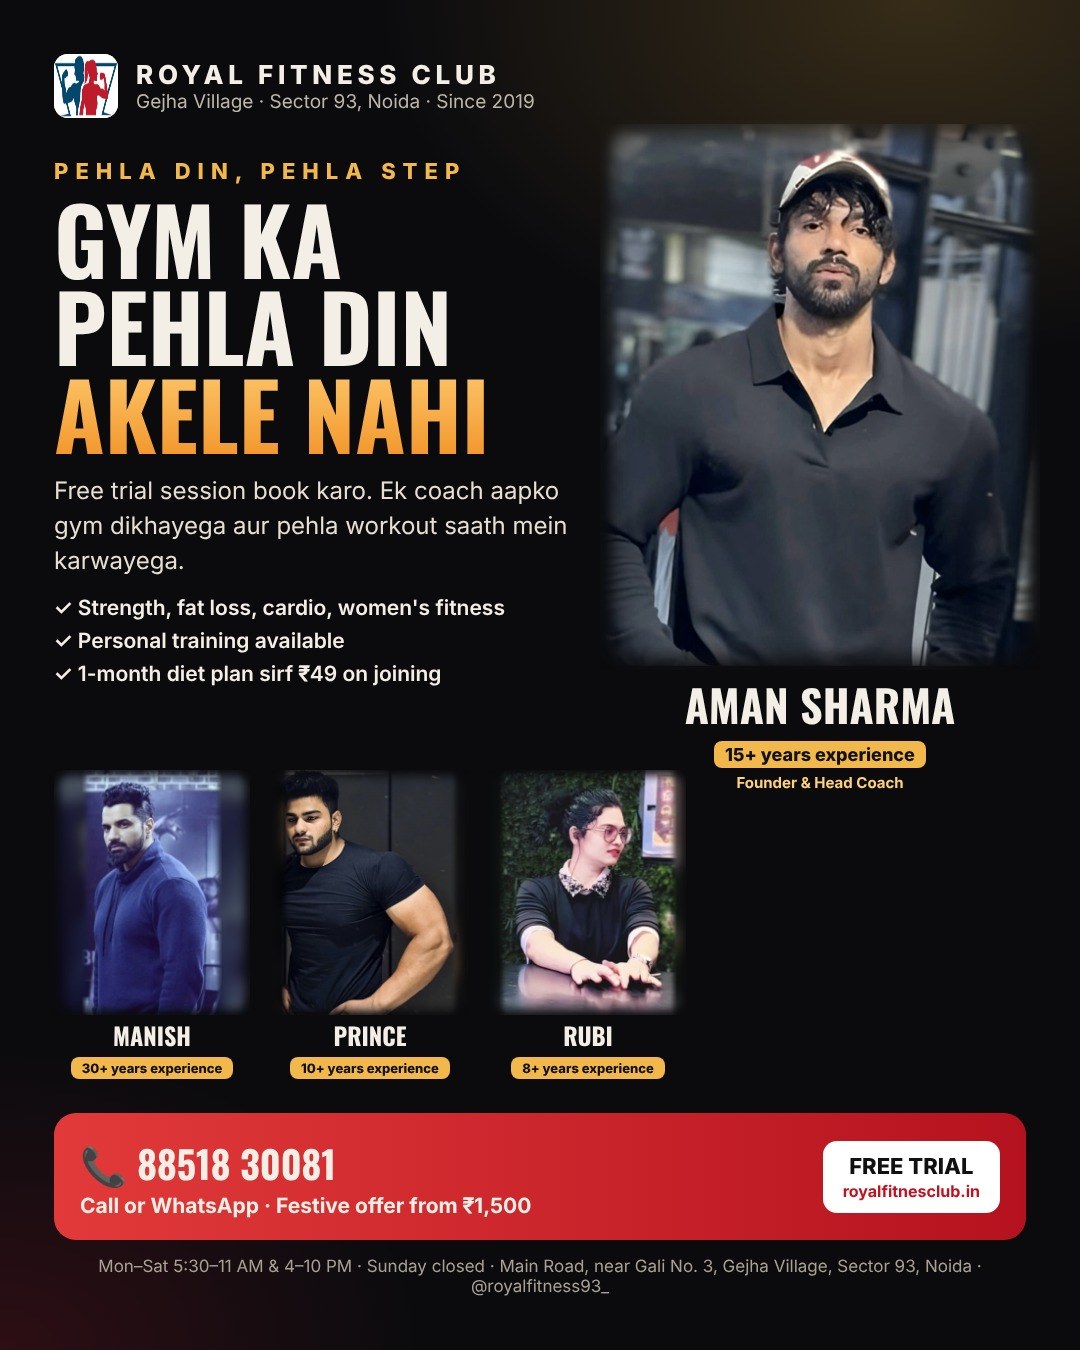 ROYAL FITNESS CLUB
Gejha Village · Sector 93, Noida · Since 2019
PEHLA DIN, PEHLA STEP
GYM KA
PEHLA DIN
AKELE NAHI
Free trial session book karo. Ek coach aapko
gym dikhayega aur pehla workout saath mein
karwayega.
✓ Strength, fat loss, cardio, women's fitness
✓ Personal training available
✓ 1-month diet plan sirf ₹49 on joining
AMAN SHARMA
15+ years experience
Founder & Head Coach
MANISH
30+ years experience
PRINCE
10+ years experience
RUBI
8+ years experience
📞 88518 30081
Call or WhatsApp · Festive offer from ₹1,500
FREE TRIAL
royalfitnesclub.in
Mon–Sat 5:30–11 AM & 4–10 PM · Sunday closed · Main Road, near Gali No. 3, Gejha Village, Sector 93, Noida ·
@royalfitness93_